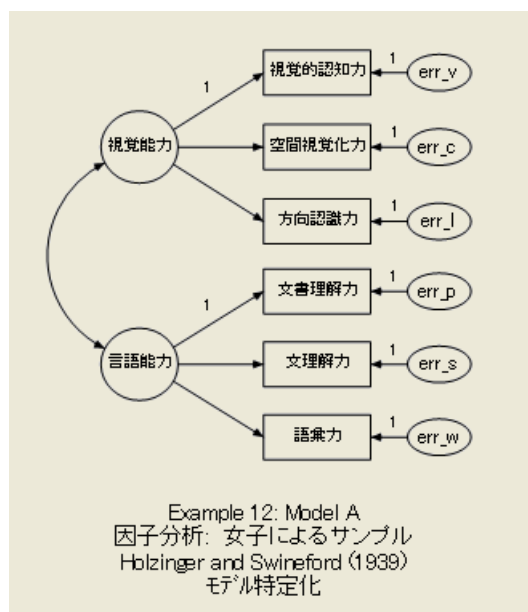 視覚的認知力
1
err_v
1
視覚能力
空間視覚化力
1
err_c
方向認識力
1
err_l
文書理解力
1
err_p
1
言語能力
文理解力
1
err_s
語彙力
1
err_w
Example 12: Model A
因子分析: 女子によるサンプル
Holzinger and Swineford (1939)
モデル特定化